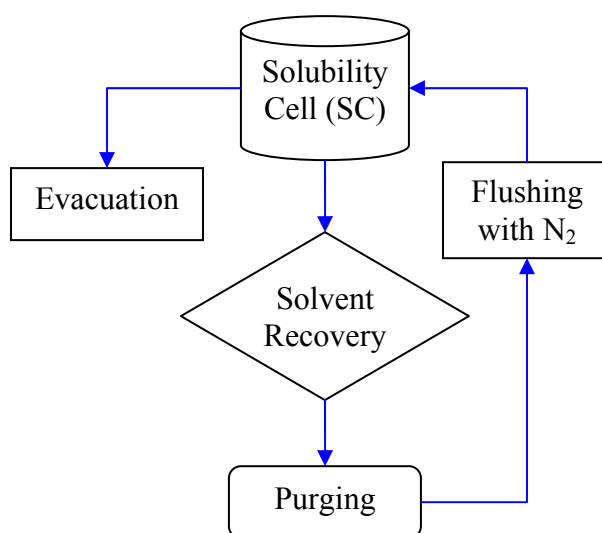 Solubility
Cell (SC)
Evacuation
Flushing
with N₂
Solvent
Recovery
Purging